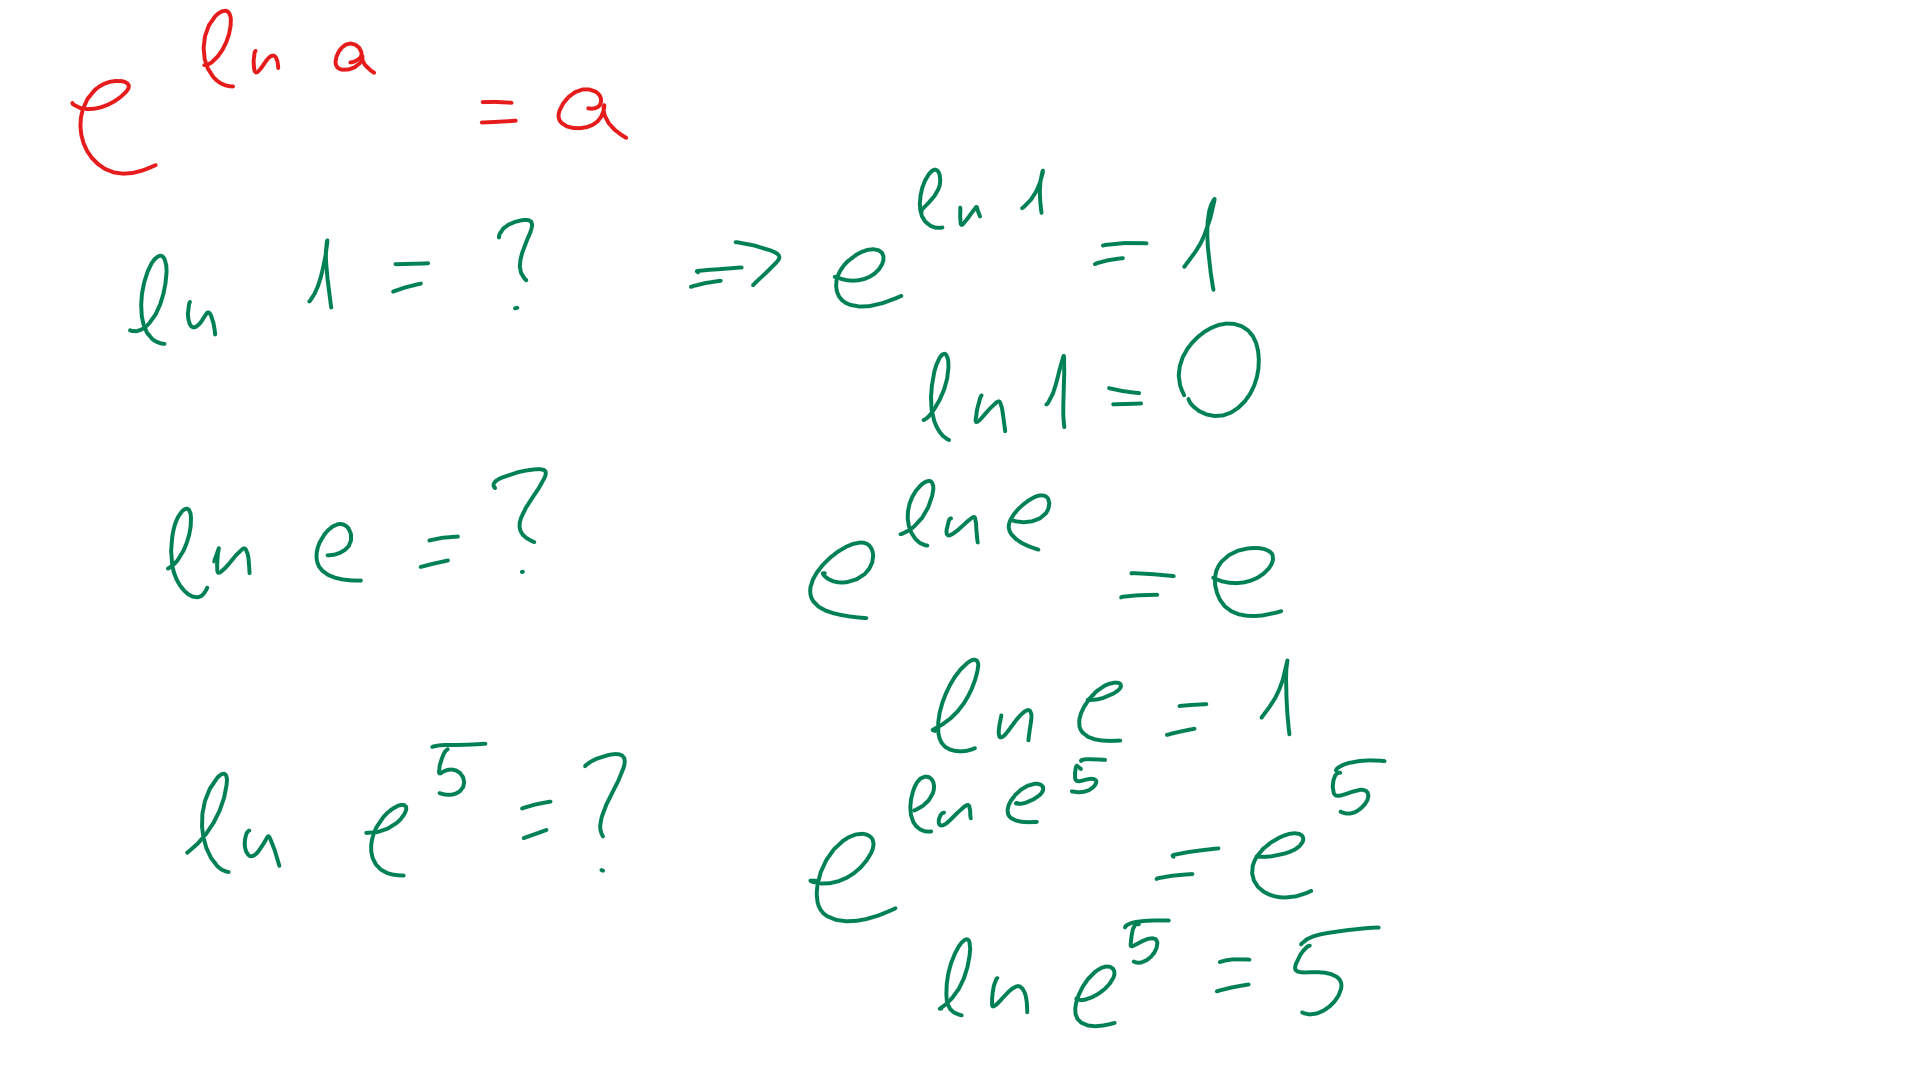 e^{ln a} = a
ln 1 = ? => e^{ln 1} = 1
ln 1 = 0
ln e = ? e^{ln e} = e
ln e = 1
ln e^5 = ? e^{ln e^5} = e^5
ln e^5 = 5